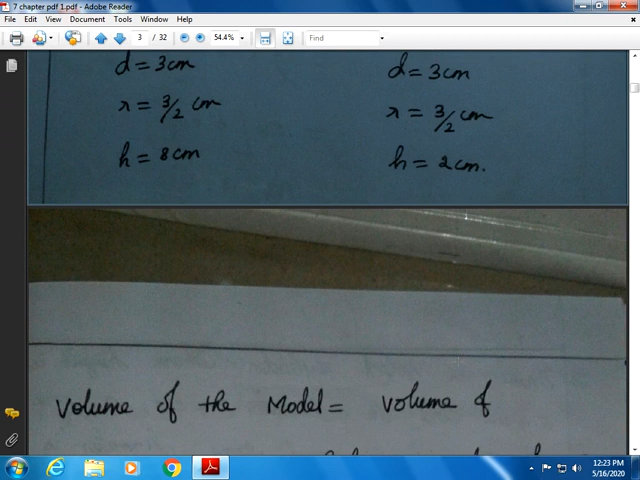 7 chapter pdf 1.pdf - Adobe Reader
File Edit View Document Tools Window Help
3 / 32 54.4% Find
d = 3cm d = 3cm
r = 3/2 cm r = 3/2 cm
h = 8cm h = 2cm.
Volume of the Model = Volume of
12:23 PM
5/16/2020